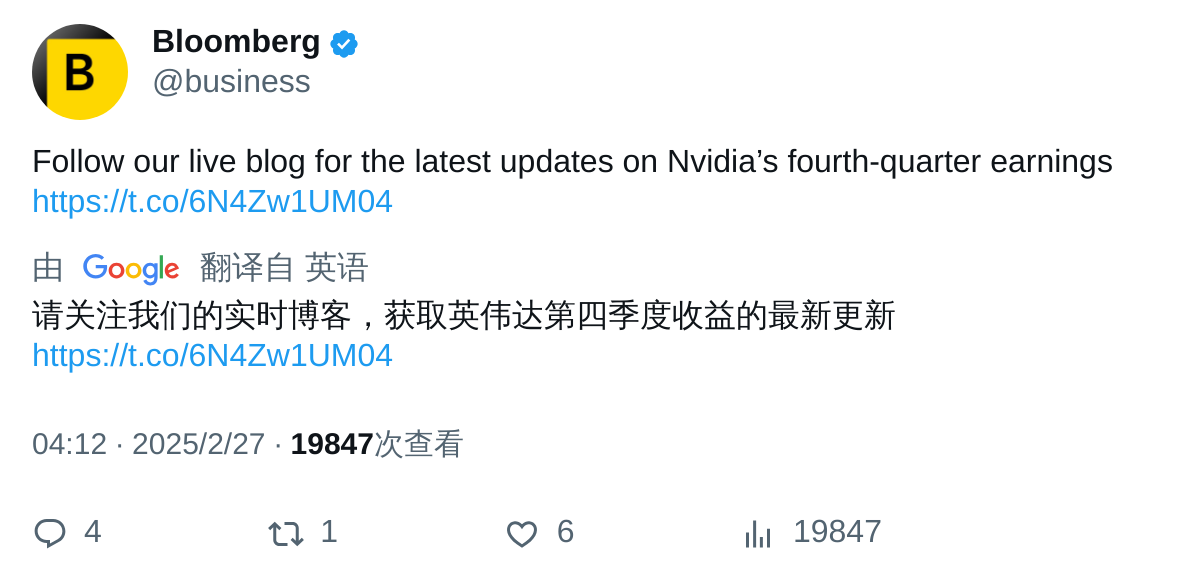 B
Bloomberg
@business
Follow our live blog for the latest updates on Nvidia’s fourth-quarter earnings
https://t.co/6N4Zw1UM04
由 Google 翻译自 英语
请关注我们的实时博客，获取英伟达第四季度收益的最新更新
https://t.co/6N4Zw1UM04
04:12 · 2025/2/27 · 19847次查看
4 1 6 19847